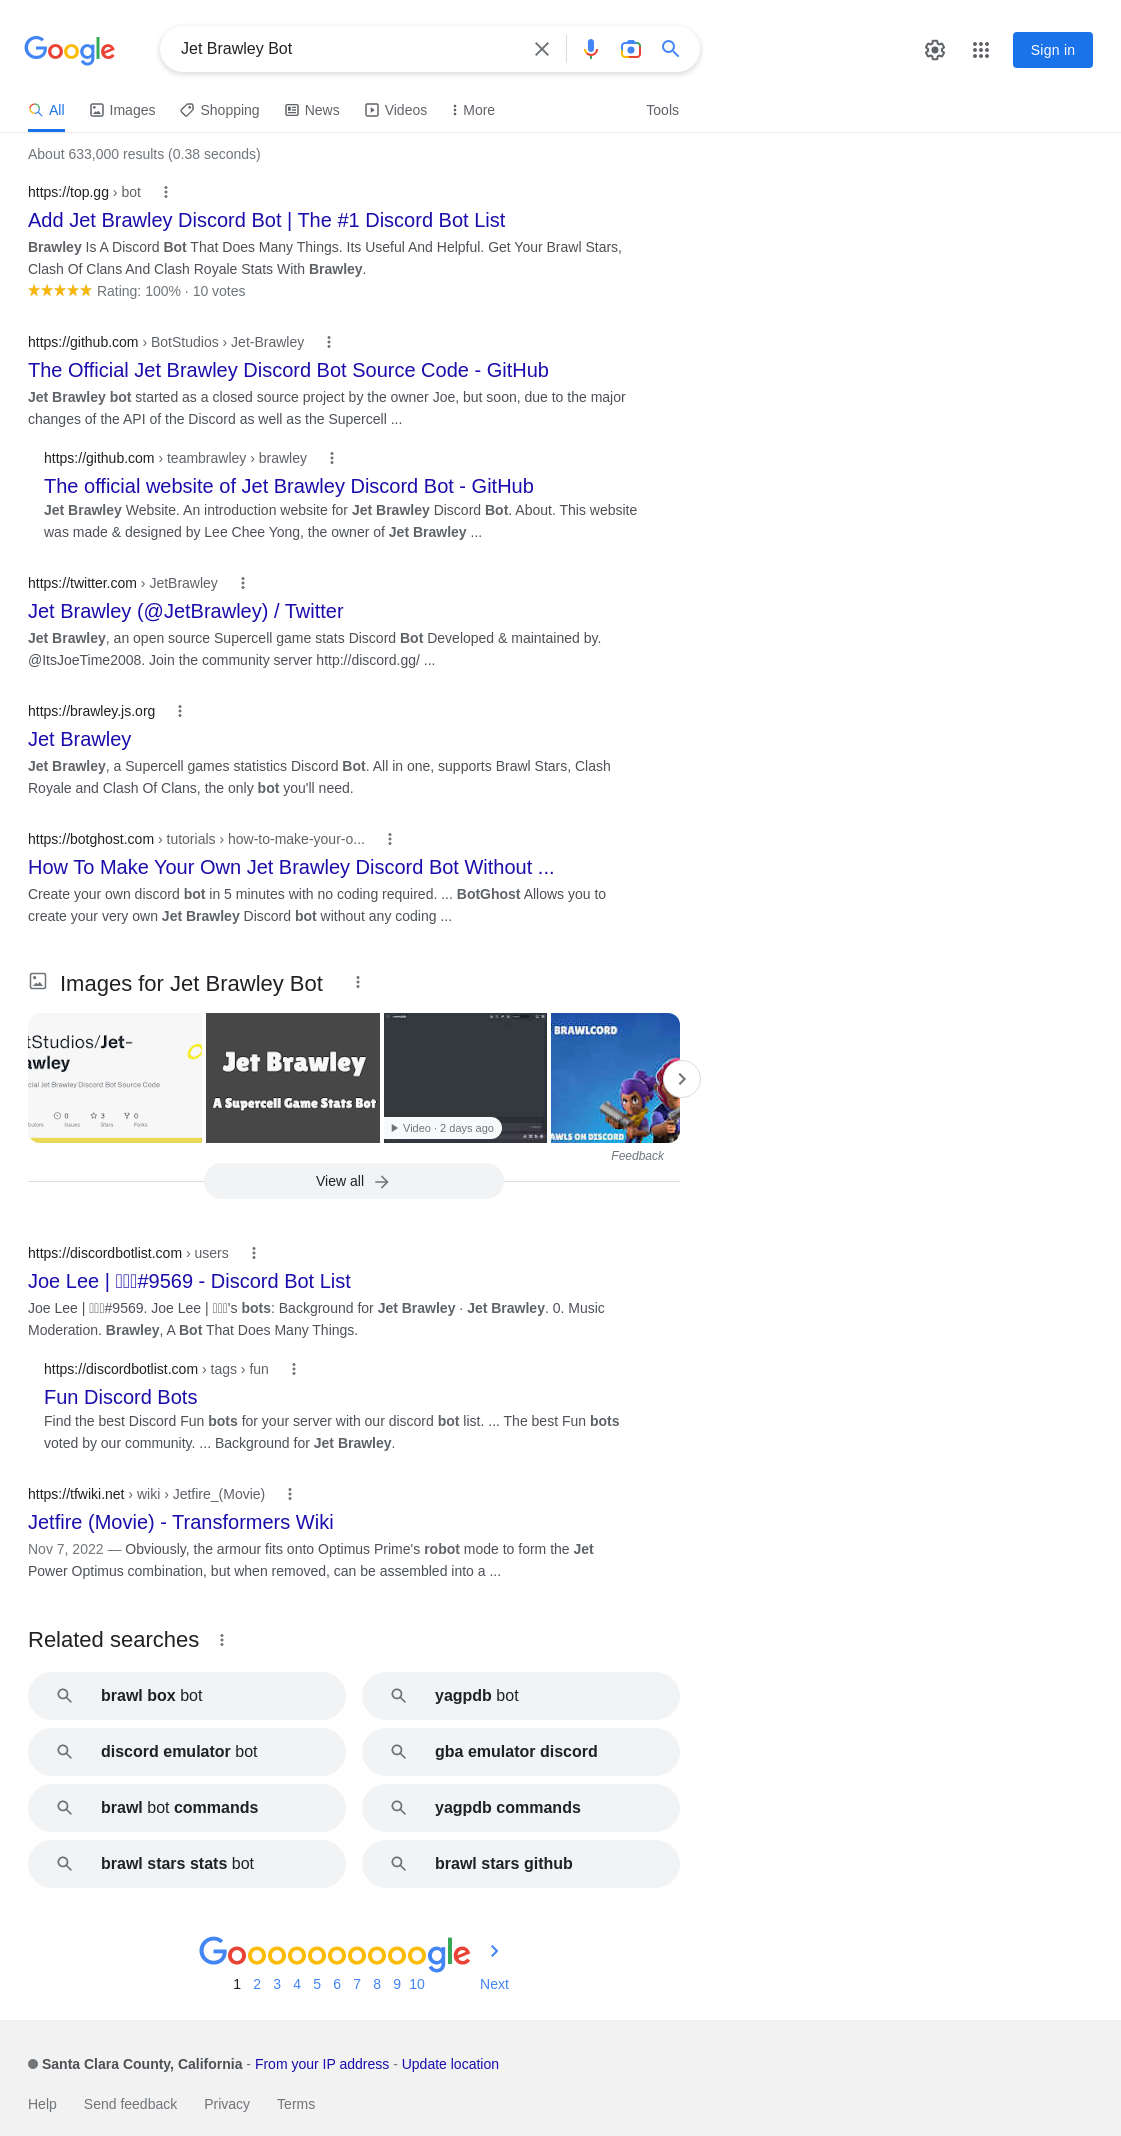 Google
Jet Brawley Bot
Sign in
All Images Shopping News Videos More Tools
About 633,000 results (0.38 seconds)
https://top.gg › bot
Add Jet Brawley Discord Bot | The #1 Discord Bot List
Brawley Is A Discord Bot That Does Many Things. Its Useful And Helpful. Get Your Brawl Stars,
Clash Of Clans And Clash Royale Stats With Brawley.
Rating: 100% · 10 votes
https://github.com › BotStudios › Jet-Brawley
The Official Jet Brawley Discord Bot Source Code - GitHub
Jet Brawley bot started as a closed source project by the owner Joe, but soon, due to the major
changes of the API of the Discord as well as the Supercell ...
https://github.com › teambrawley › brawley
The official website of Jet Brawley Discord Bot - GitHub
Jet Brawley Website. An introduction website for Jet Brawley Discord Bot. About. This website
was made & designed by Lee Chee Yong, the owner of Jet Brawley ...
https://twitter.com › JetBrawley
Jet Brawley (@JetBrawley) / Twitter
Jet Brawley, an open source Supercell game stats Discord Bot Developed & maintained by.
@ItsJoeTime2008. Join the community server http://discord.gg/ ...
https://brawley.js.org
Jet Brawley
Jet Brawley, a Supercell games statistics Discord Bot. All in one, supports Brawl Stars, Clash
Royale and Clash Of Clans, the only bot you'll need.
https://botghost.com › tutorials › how-to-make-your-o...
How To Make Your Own Jet Brawley Discord Bot Without ...
Create your own discord bot in 5 minutes with no coding required. ... BotGhost Allows you to
create your very own Jet Brawley Discord bot without any coding ...
Images for Jet Brawley Bot
tStudios/Jet-
awley
cial Jet Brawley Discord Bot Source Code
0 3 0
butors Issues Stars Forks
Jet Brawley
A Supercell Game Stats Bot
Video · 2 days ago
BRAWLCORD
AWLS ON DISCORD
Feedback
View all
https://discordbotlist.com › users
Joe Lee | #9569 - Discord Bot List
Joe Lee | #9569. Joe Lee | 's bots: Background for Jet Brawley · Jet Brawley. 0. Music
Moderation. Brawley, A Bot That Does Many Things.
https://discordbotlist.com › tags › fun
Fun Discord Bots
Find the best Discord Fun bots for your server with our discord bot list. ... The best Fun bots
voted by our community. ... Background for Jet Brawley.
https://tfwiki.net › wiki › Jetfire_(Movie)
Jetfire (Movie) - Transformers Wiki
Nov 7, 2022 — Obviously, the armour fits onto Optimus Prime's robot mode to form the Jet
Power Optimus combination, but when removed, can be assembled into a ...
Related searches
brawl box bot
yagpdb bot
discord emulator bot
gba emulator discord
brawl bot commands
yagpdb commands
brawl stars stats bot
brawl stars github
Goooooooooogle
1 2 3 4 5 6 7 8 9 10 Next
Santa Clara County, California - From your IP address - Update location
Help Send feedback Privacy Terms